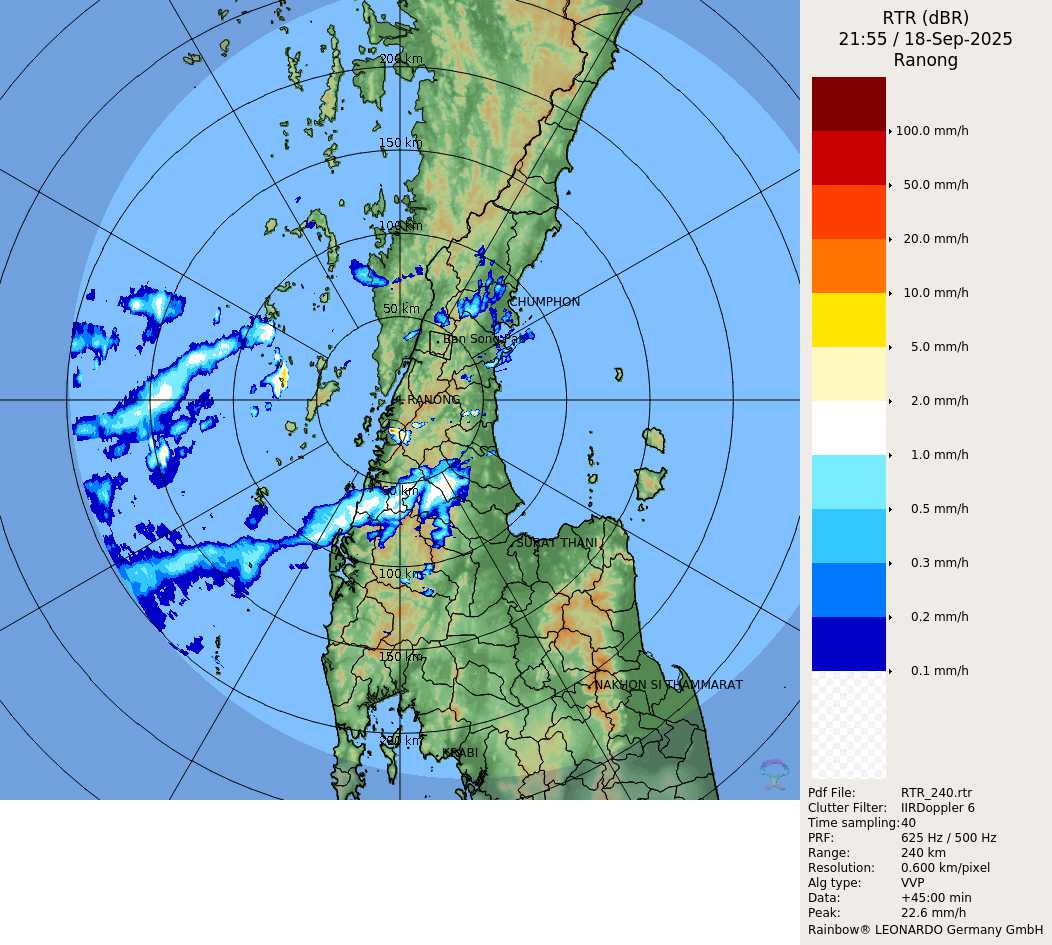 RTR (dBR)
21:55 / 18-Sep-2025
Ranong
200 km
150 km
100 km
50 km
CHUMPHON
Ban Song Pak
RANONG
50 km
SURAT THANI
100 km
150 km
NAKHON SI THAMMARAT
200 km
KRABI
100.0 mm/h
50.0 mm/h
20.0 mm/h
10.0 mm/h
5.0 mm/h
2.0 mm/h
1.0 mm/h
0.5 mm/h
0.3 mm/h
0.2 mm/h
0.1 mm/h
Pdf File: RTR_240.rtr
Clutter Filter: IIRDoppler 6
Time sampling: 40
PRF: 625 Hz / 500 Hz
Range: 240 km
Resolution: 0.600 km/pixel
Alg type: VVP
Data: +45:00 min
Peak: 22.6 mm/h
Rainbow® LEONARDO Germany GmbH